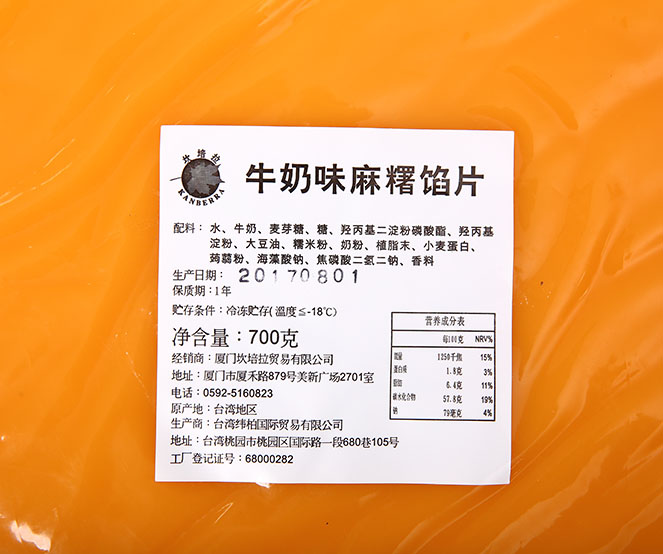 坎培拉
KANBERRA
牛奶味麻糬馅片
配料：水、牛奶、麦芽糖、糖、羟丙基二淀粉磷酸酯、羟丙基
淀粉、大豆油、糯米粉、奶粉、植脂末、小麦蛋白、
蒟蒻粉、海藻酸钠、焦磷酸二氢二钠、香料
生产日期：20170801
保质期：1年
贮存条件：冷冻贮存(温度≦-18℃)
净含量：700克
经销商：厦门坎培拉贸易有限公司
地址：厦门市厦禾路879号美新广场2701室
电话：0592-5160823
原产地：台湾地区
生产商：台湾纬柏国际贸易有限公司
地址：台湾桃园市桃园区国际路一段680巷105号
工厂登记证号：68000282
营养成分表
每100克 NRV%
能量 1250千焦 15%
蛋白质 1.8克 3%
脂肪 6.4克 11%
碳水化合物 57.8克 19%
钠 79毫克 4%